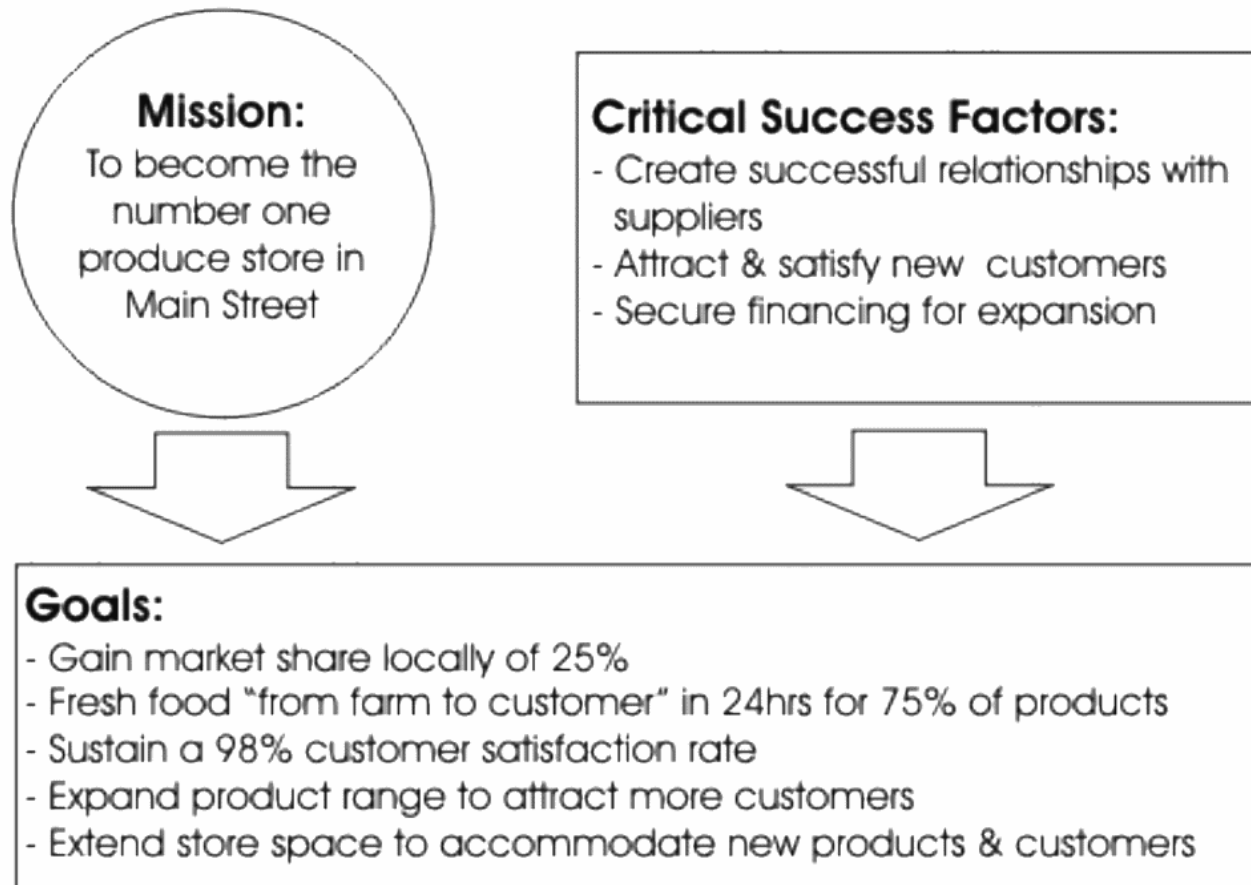 Mission:
To become the
number one
produce store in
Main Street
Critical Success Factors:
- Create successful relationships with
suppliers
- Attract & satisfy new customers
- Secure financing for expansion
Goals:
- Gain market share locally of 25%
- Fresh food “from farm to customer” in 24hrs for 75% of products
- Sustain a 98% customer satisfaction rate
- Expand product range to attract more customers
- Extend store space to accommodate new products & customers